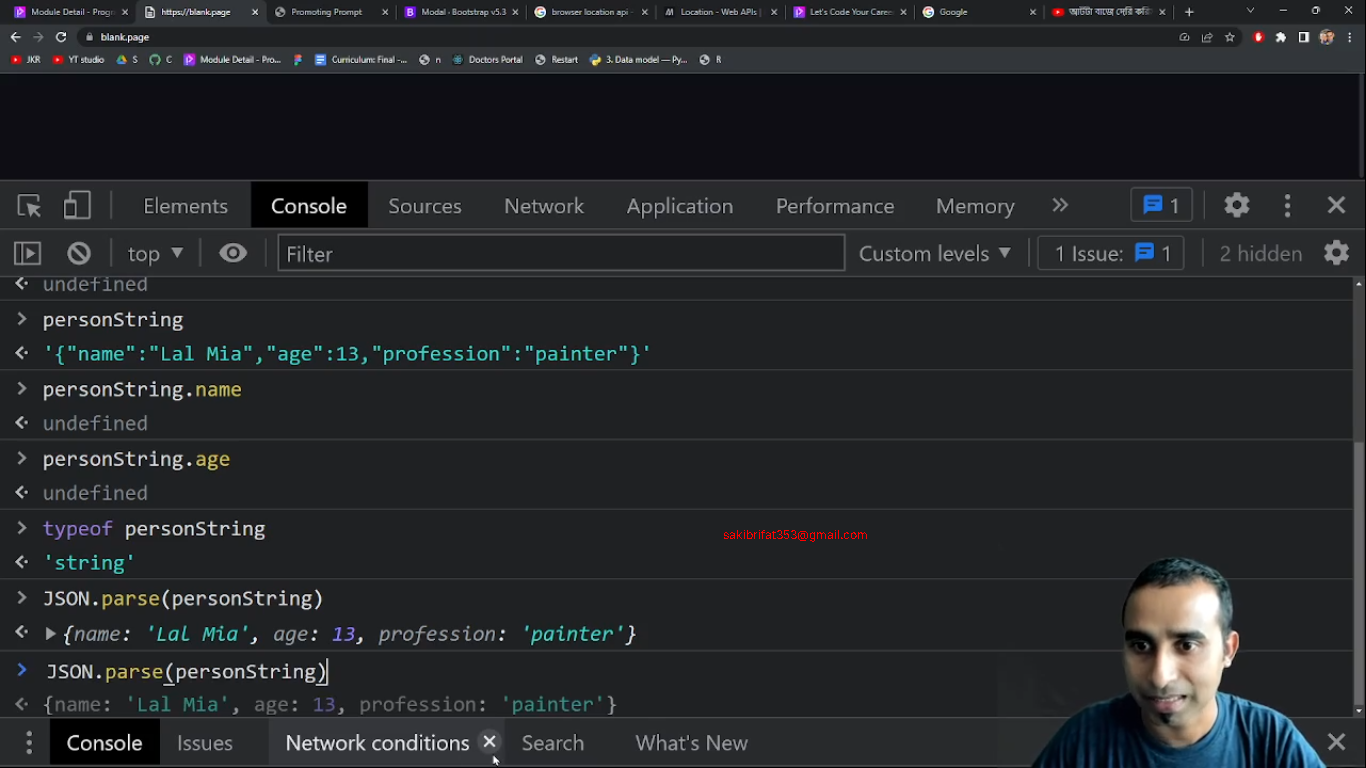 Module Detail - Progr
https://blank.page
Promoting Prompt
Modal · Bootstrap v5.3
browser location api -
Location - Web APIs |
Let's Code Your Caree
Google
blank.page
JKR
YT studio
S
C
Module Detail - Pro...
Curriculum: Final -...
n
Doctors Portal
Restart
3. Data model — Py...
R
Elements
Console
Sources
Network
Application
Performance
Memory
1
top
Filter
Custom levels
1 Issue:
1
2 hidden
undefined
personString
'{"name":"Lal Mia","age":13,"profession":"painter"}'
personString.name
undefined
personString.age
undefined
typeof personString
'string'
sakibrifat353@gmail.com
JSON.parse(personString)
{name: 'Lal Mia', age: 13, profession: 'painter'}
JSON.parse(personString)
{name: 'Lal Mia', age: 13, profession: 'painter'}
Console
Issues
Network conditions
Search
What's New